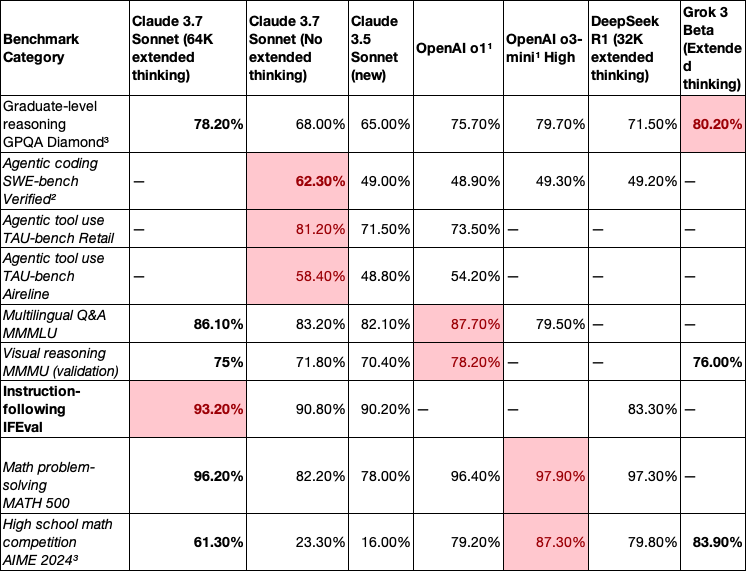 Benchmark Category | Claude 3.7 Sonnet (64K extended thinking) | Claude 3.7 Sonnet (No extended thinking) | Claude 3.5 Sonnet (new) | OpenAI o1¹ | OpenAI o3-mini¹ High | DeepSeek R1 (32K extended thinking) | Grok 3 Beta (Extended thinking)
Graduate-level reasoning GPQA Diamond³ | 78.20% | 68.00% | 65.00% | 75.70% | 79.70% | 71.50% | 80.20%
Agentic coding SWE-bench Verified² | — | 62.30% | 49.00% | 48.90% | 49.30% | 49.20% | —
Agentic tool use TAU-bench Retail | — | 81.20% | 71.50% | 73.50% | — | — | —
Agentic tool use TAU-bench Aireline | — | 58.40% | 48.80% | 54.20% | — | — | —
Multilingual Q&A MMMLU | 86.10% | 83.20% | 82.10% | 87.70% | 79.50% | — | —
Visual reasoning MMMU (validation) | 75% | 71.80% | 70.40% | 78.20% | — | — | 76.00%
Instruction-following IFEval | 93.20% | 90.80% | 90.20% | — | — | 83.30% | —
Math problem-solving MATH 500 | 96.20% | 82.20% | 78.00% | 96.40% | 97.90% | 97.30% | —
High school math competition AIME 2024³ | 61.30% | 23.30% | 16.00% | 79.20% | 87.30% | 79.80% | 83.90%